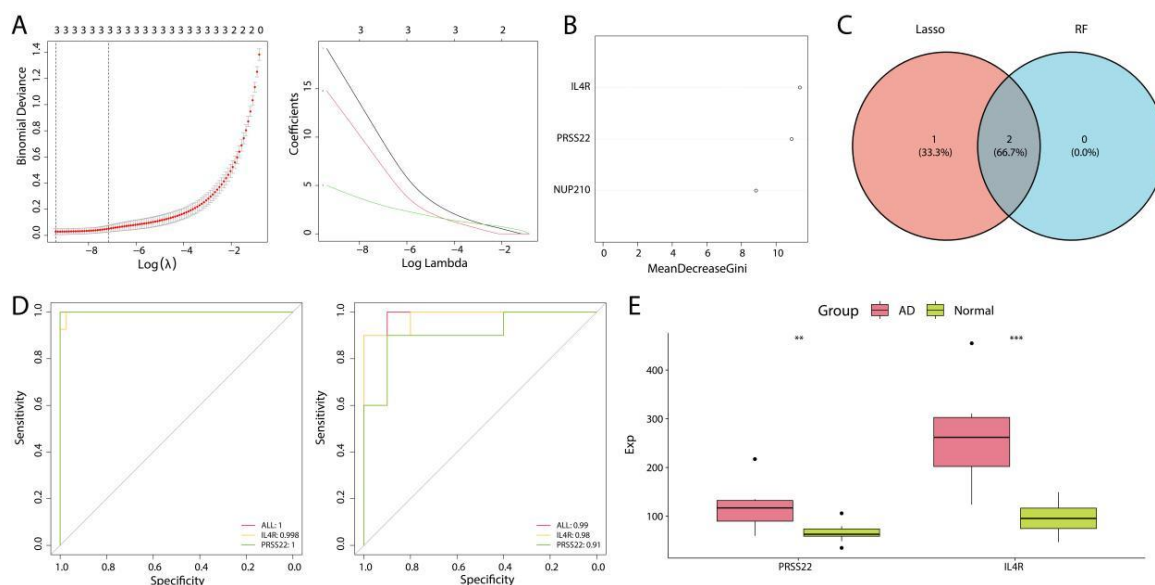 A
3 3 3 3 3 3 3 3 3 3 3 3 3 3 3 3 3 3 3 2 2 2 0
Binomial Deviance
1.4
1.2
1.0
0.8
0.6
0.4
0.2
0.0
−8 −6 −4 −2
Log(λ)
3 3 3 2
Coefficients
15
10
5
0
−8 −6 −4 −2
Log Lambda
B
IL4R
PRSS22
NUP210
0 2 4 6 8 10
MeanDecreaseGini
C
Lasso RF
1 2 0
(33.3%) (66.7%) (0.0%)
D
Sensitivity
1.0
0.8
0.6
0.4
0.2
0.0
ALL: 1
IL4R: 0.998
PRSS22: 1
1.0 0.8 0.6 0.4 0.2 0.0
Specificity
Sensitivity
1.0
0.8
0.6
0.4
0.2
0.0
ALL: 0.99
IL4R: 0.98
PRSS22: 0.91
1.0 0.8 0.6 0.4 0.2 0.0
Specificity
E
Group AD Normal
** ***
Exp
400
300
200
100
PRSS22 IL4R